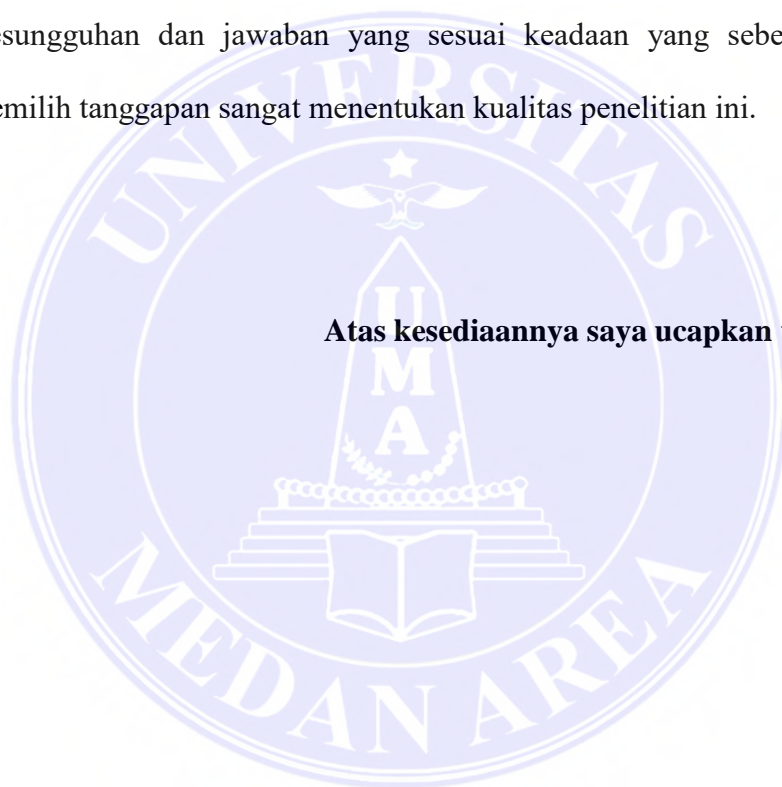 esungguhan dan jawaban yang sesuai keadaan yang sebe
emilih tanggapan sangat menentukan kualitas penelitian ini.
UNIVERSITAS
Atas kesediaannya saya ucapkan
U
M
A
MEDAN AREA